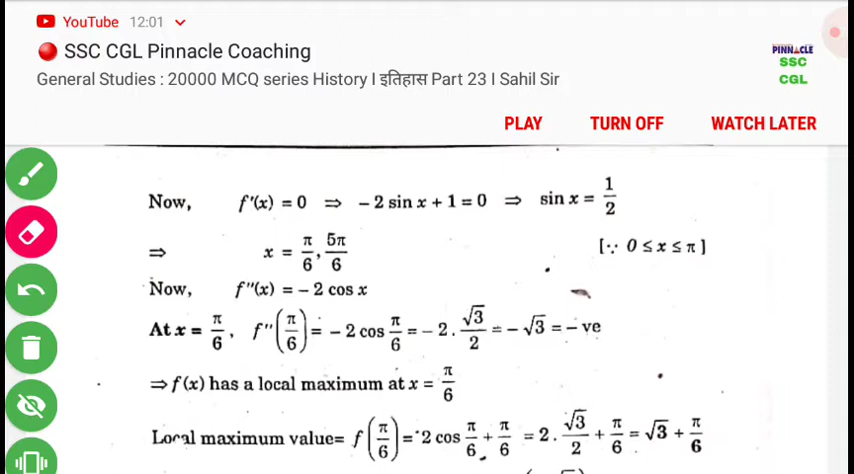 YouTube 12:01
SSC CGL Pinnacle Coaching
General Studies : 20000 MCQ series History I इतिहास Part 23 I Sahil Sir
PINNACLE
SSC
CGL
PLAY TURN OFF WATCH LATER
Now, f'(x) = 0 ⇒ – 2 sin x + 1 = 0 ⇒ sin x = 1/2
⇒ x = π/6, 5π/6 [∵ 0 ≤ x ≤ π]
Now, f''(x) = – 2 cos x
At x = π/6, f''(π/6) = – 2 cos π/6 = – 2 . √3/2 = – √3 = – ve
⇒ f(x) has a local maximum at x = π/6
Local maximum value= f(π/6) = 2 cos π/6 + π/6 = 2 . √3/2 + π/6 = √3 + π/6